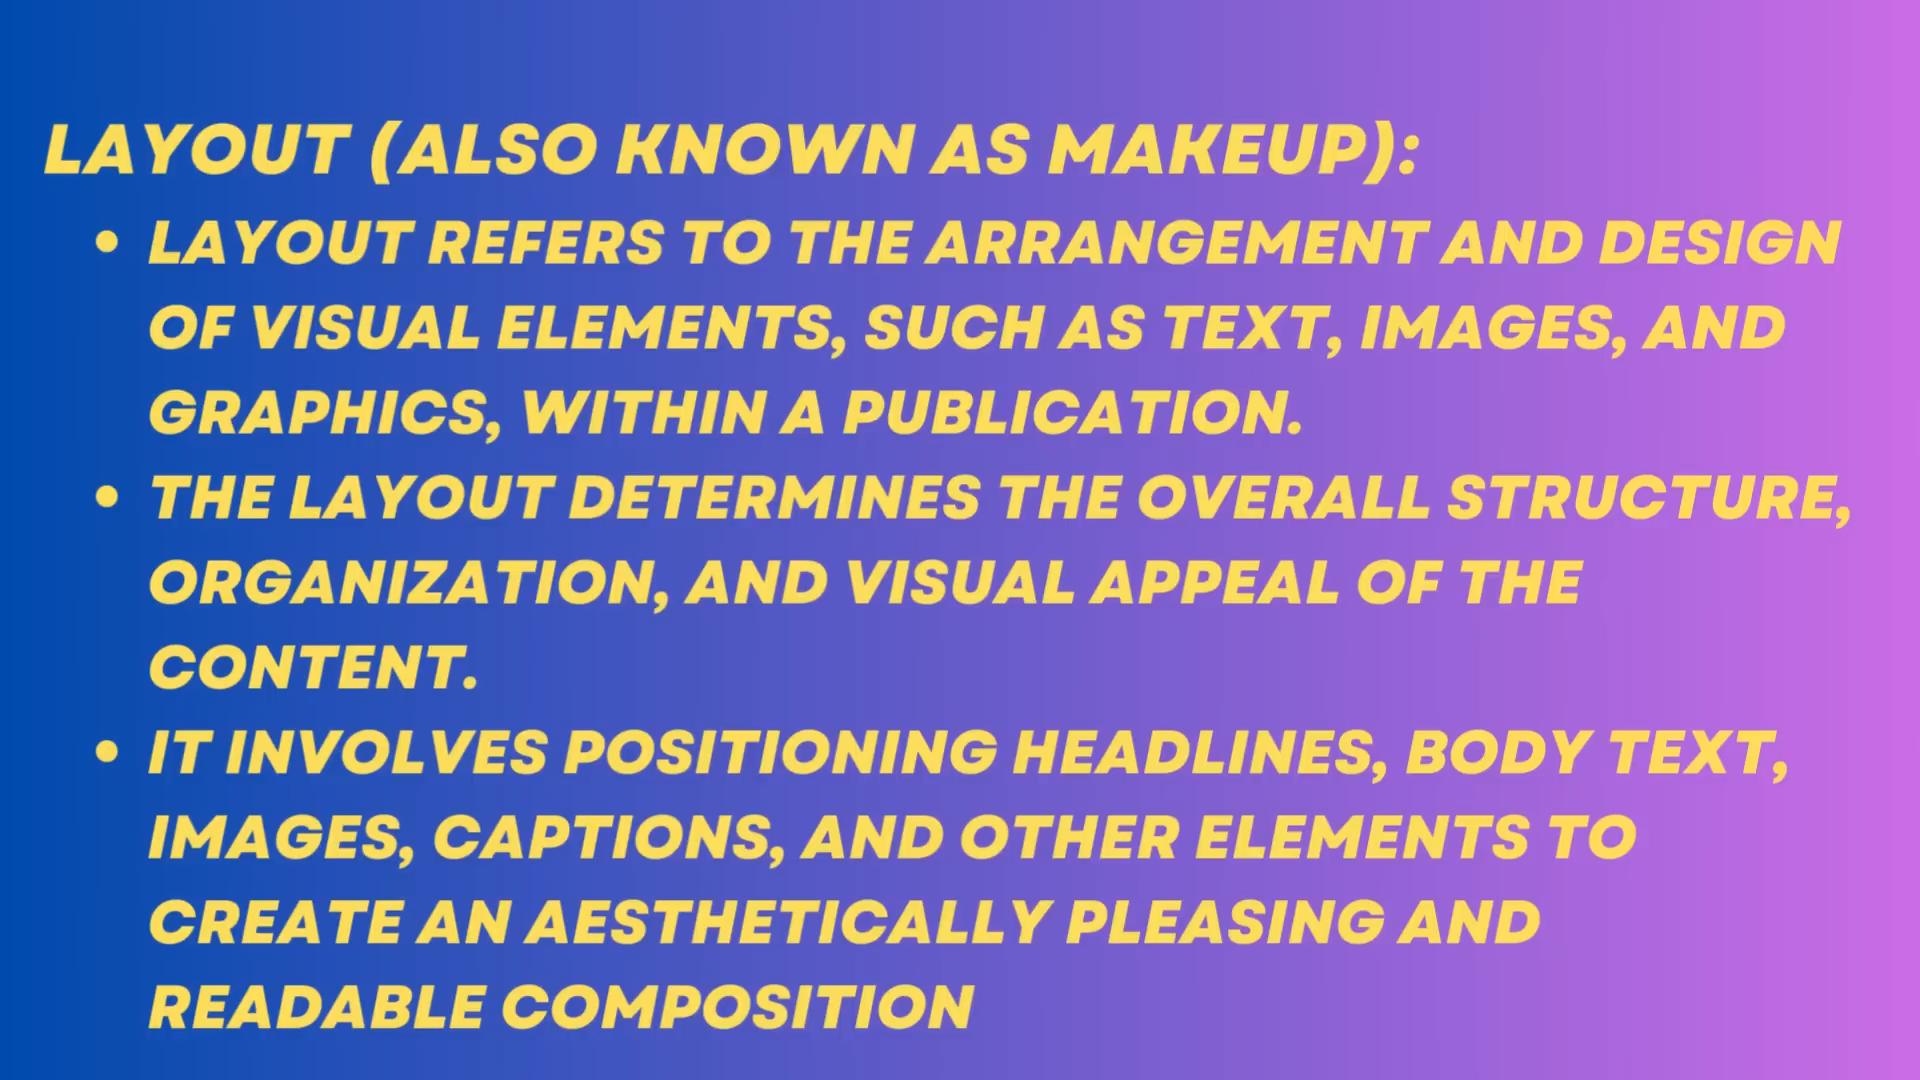 LAYOUT (ALSO KNOWN AS MAKEUP):
• LAYOUT REFERS TO THE ARRANGEMENT AND DESIGN
OF VISUAL ELEMENTS, SUCH AS TEXT, IMAGES, AND
GRAPHICS, WITHIN A PUBLICATION.
• THE LAYOUT DETERMINES THE OVERALL STRUCTURE,
ORGANIZATION, AND VISUAL APPEAL OF THE
CONTENT.
• IT INVOLVES POSITIONING HEADLINES, BODY TEXT,
IMAGES, CAPTIONS, AND OTHER ELEMENTS TO
CREATE AN AESTHETICALLY PLEASING AND
READABLE COMPOSITION